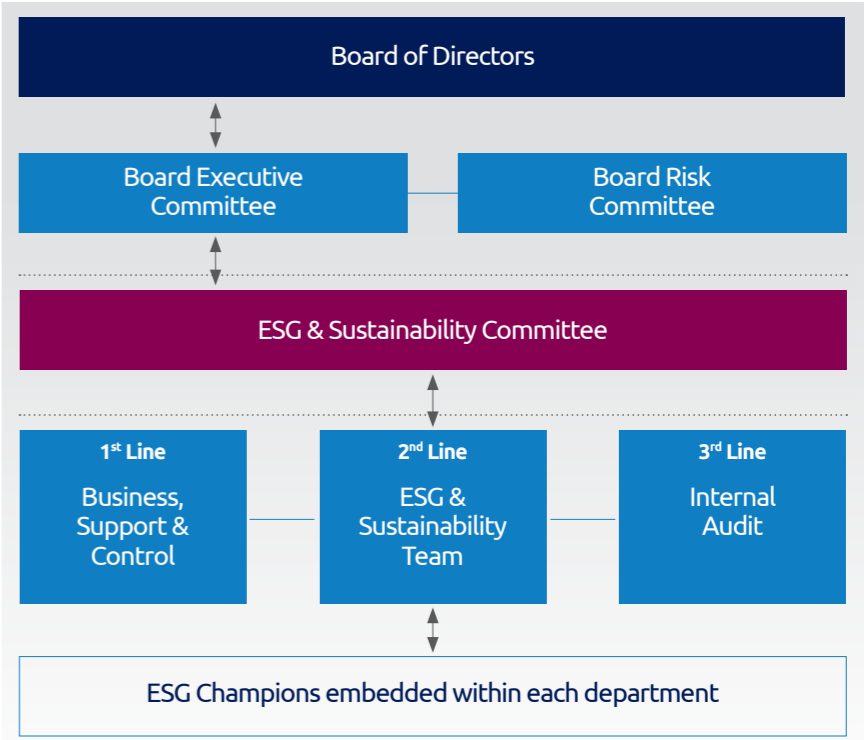 Board of Directors
Board Executive
Committee
Board Risk
Committee
ESG & Sustainability Committee
1st Line
Business,
Support &
Control
2nd Line
ESG &
Sustainability
Team
3rd Line
Internal
Audit
ESG Champions embedded within each department